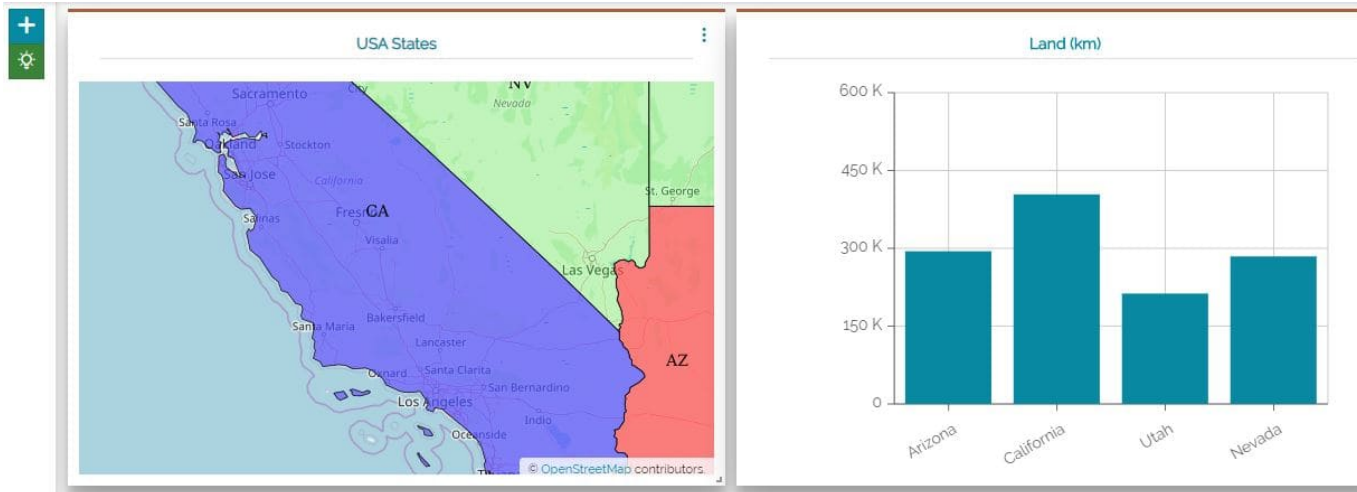 USA States
NV
Nevada
City
Sacramento
Santa Rosa
Oakland
Stockton
San Jose
California
St. George
Salinas
Fresno
CA
Visalia
Las Vegas
Santa Maria
Bakersfield
Lancaster
AZ
Oxnard
Santa Clarita
San Bernardino
Los Angeles
Indio
Oceanside
© OpenStreetMap contributors.
Land (km)
600 K
450 K
300 K
150 K
0
Arizona
California
Utah
Nevada